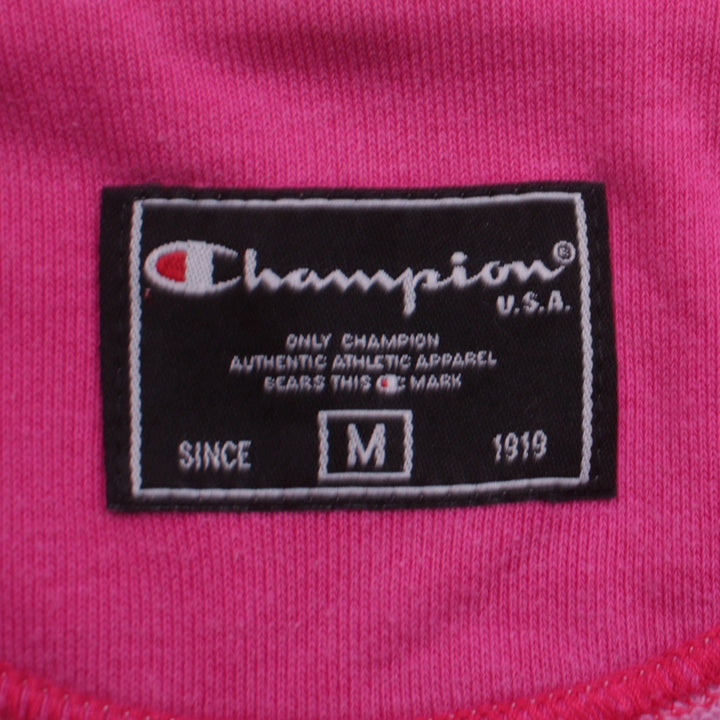 Champion®
U.S.A.
ONLY CHAMPION
AUTHENTIC ATHLETIC APPAREL
BEARS THIS C MARK
SINCE M 1919